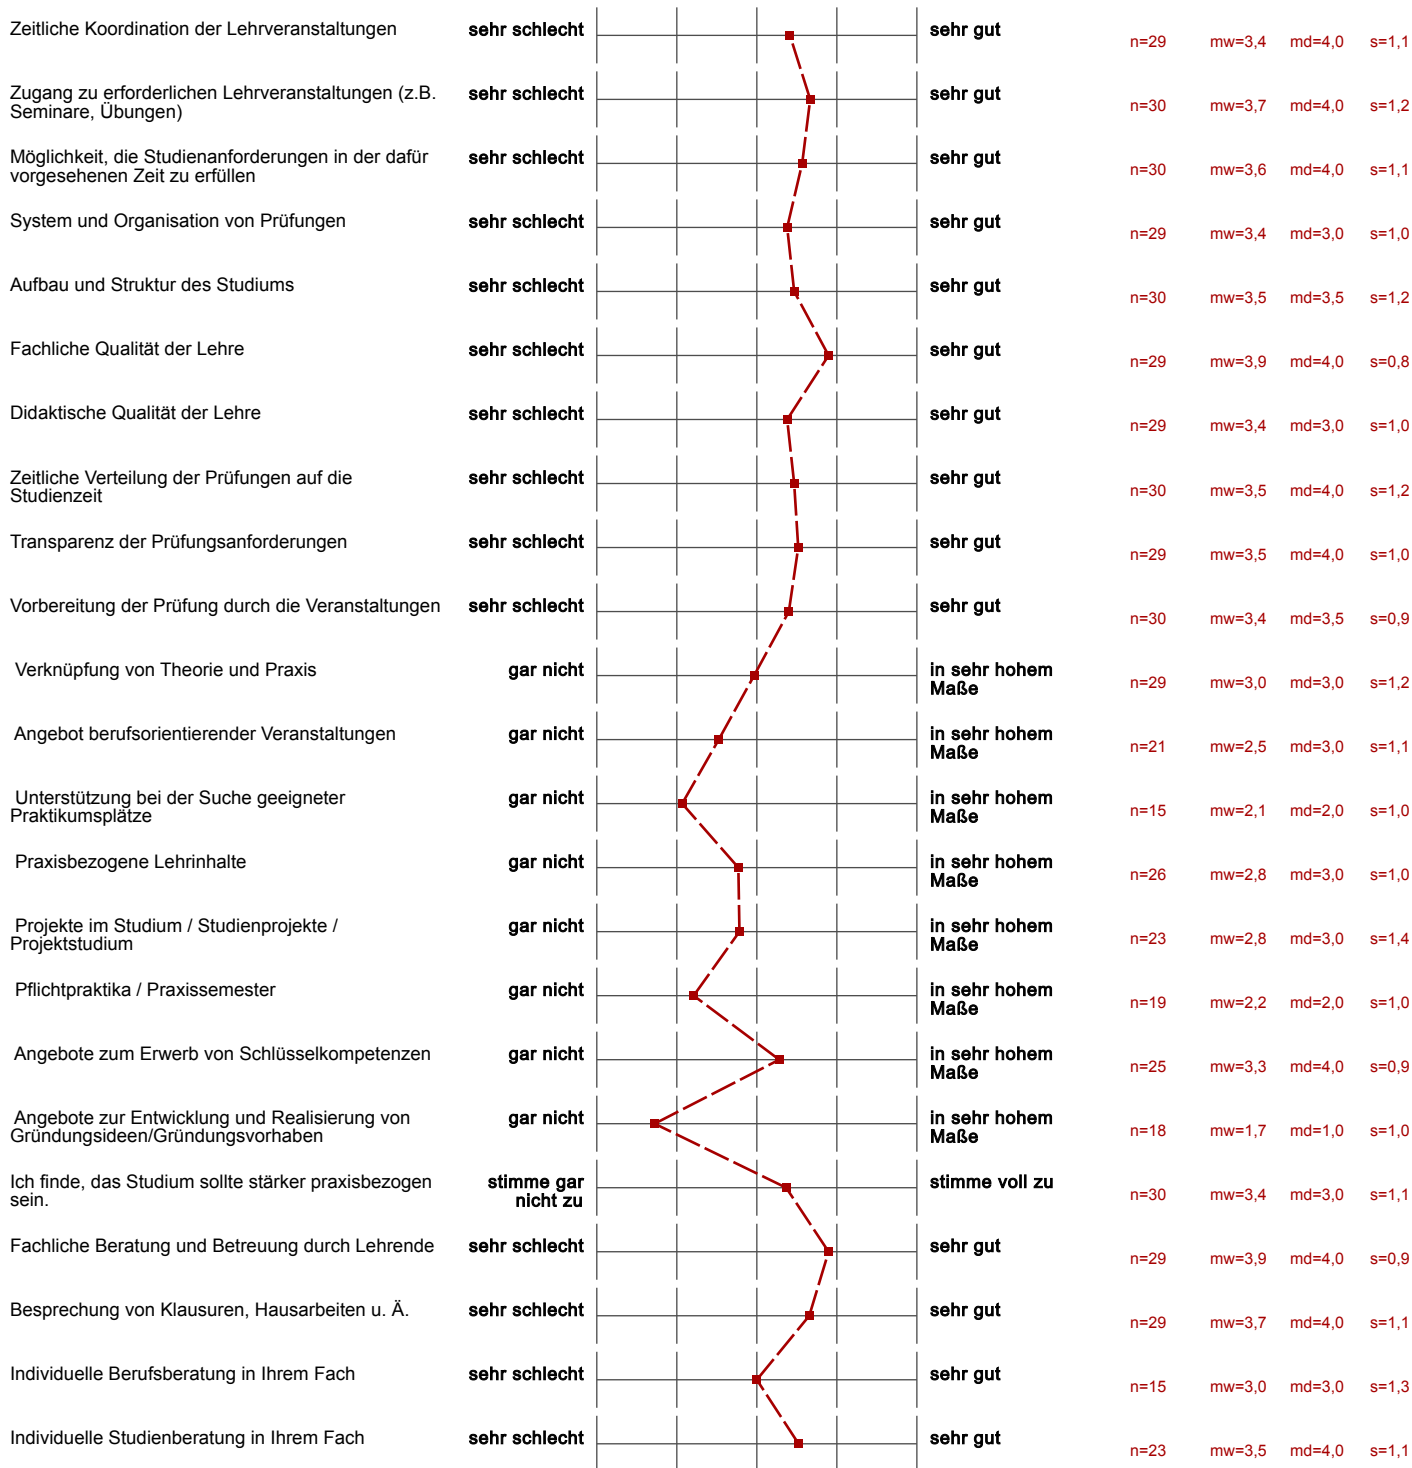 Zeitliche Koordination der Lehrveranstaltungen sehr schlecht sehr gut n=29 mw=3,4 md=4,0 s=1,1
Zugang zu erforderlichen Lehrveranstaltungen (z.B. sehr schlecht sehr gut n=30 mw=3,7 md=4,0 s=1,2
Seminare, Übungen)
Möglichkeit, die Studienanforderungen in der dafür sehr schlecht sehr gut n=30 mw=3,6 md=4,0 s=1,1
vorgesehenen Zeit zu erfüllen
System und Organisation von Prüfungen sehr schlecht sehr gut n=29 mw=3,4 md=3,0 s=1,0
Aufbau und Struktur des Studiums sehr schlecht sehr gut n=30 mw=3,5 md=3,5 s=1,2
Fachliche Qualität der Lehre sehr schlecht sehr gut n=29 mw=3,9 md=4,0 s=0,8
Didaktische Qualität der Lehre sehr schlecht sehr gut n=29 mw=3,4 md=3,0 s=1,0
Zeitliche Verteilung der Prüfungen auf die sehr schlecht sehr gut n=30 mw=3,5 md=4,0 s=1,2
Studienzeit
Transparenz der Prüfungsanforderungen sehr schlecht sehr gut n=29 mw=3,5 md=4,0 s=1,0
Vorbereitung der Prüfung durch die Veranstaltungen sehr schlecht sehr gut n=30 mw=3,4 md=3,5 s=0,9
Verknüpfung von Theorie und Praxis gar nicht in sehr hohem
Maße n=29 mw=3,0 md=3,0 s=1,2
Angebot berufsorientierender Veranstaltungen gar nicht in sehr hohem
Maße n=21 mw=2,5 md=3,0 s=1,1
Unterstützung bei der Suche geeigneter gar nicht in sehr hohem
Praktikumsplätze Maße n=15 mw=2,1 md=2,0 s=1,0
Praxisbezogene Lehrinhalte gar nicht in sehr hohem
Maße n=26 mw=2,8 md=3,0 s=1,0
Projekte im Studium / Studienprojekte / gar nicht in sehr hohem
Projektstudium Maße n=23 mw=2,8 md=3,0 s=1,4
Pflichtpraktika / Praxissemester gar nicht in sehr hohem
Maße n=19 mw=2,2 md=2,0 s=1,0
Angebote zum Erwerb von Schlüsselkompetenzen gar nicht in sehr hohem
Maße n=25 mw=3,3 md=4,0 s=0,9
Angebote zur Entwicklung und Realisierung von gar nicht in sehr hohem
Gründungsideen/Gründungsvorhaben Maße n=18 mw=1,7 md=1,0 s=1,0
Ich finde, das Studium sollte stärker praxisbezogen stimme gar stimme voll zu
sein. nicht zu n=30 mw=3,4 md=3,0 s=1,1
Fachliche Beratung und Betreuung durch Lehrende sehr schlecht sehr gut n=29 mw=3,9 md=4,0 s=0,9
Besprechung von Klausuren, Hausarbeiten u. Ä. sehr schlecht sehr gut n=29 mw=3,7 md=4,0 s=1,1
Individuelle Berufsberatung in Ihrem Fach sehr schlecht sehr gut n=15 mw=3,0 md=3,0 s=1,3
Individuelle Studienberatung in Ihrem Fach sehr schlecht sehr gut n=23 mw=3,5 md=4,0 s=1,1